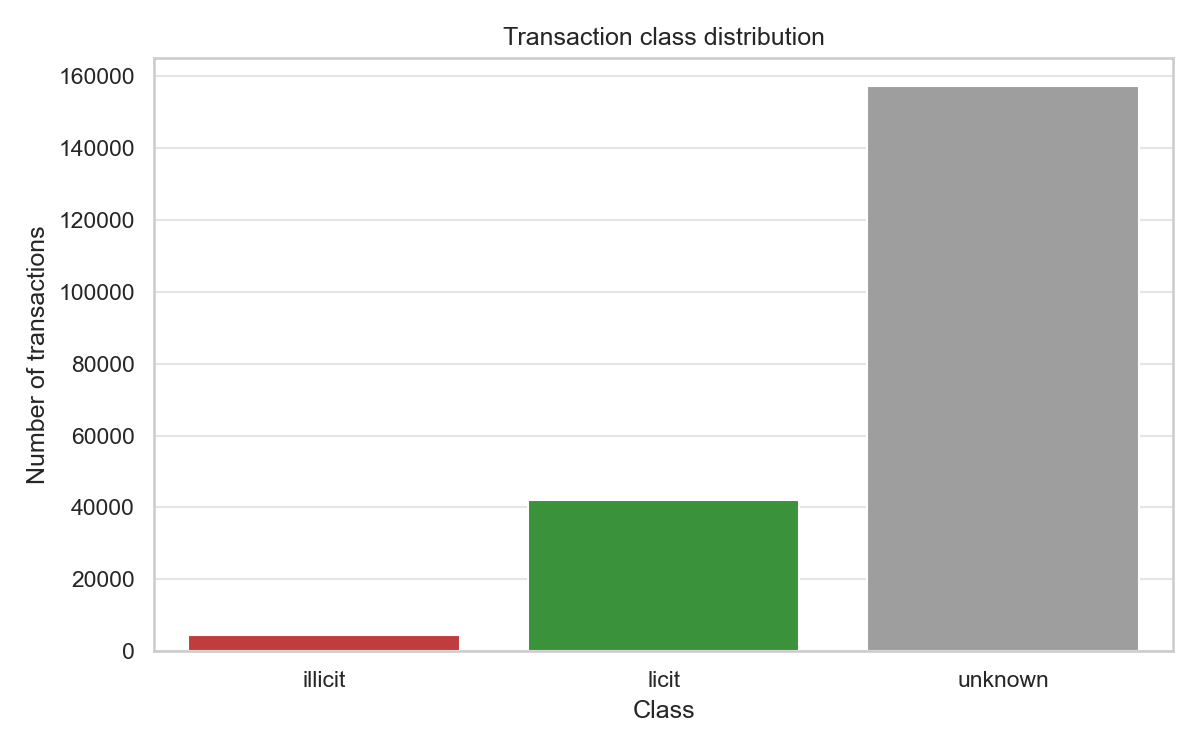 Transaction class distribution
160000
140000
120000
100000
80000
60000
40000
20000
0
Number of transactions
illicit licit unknown
Class